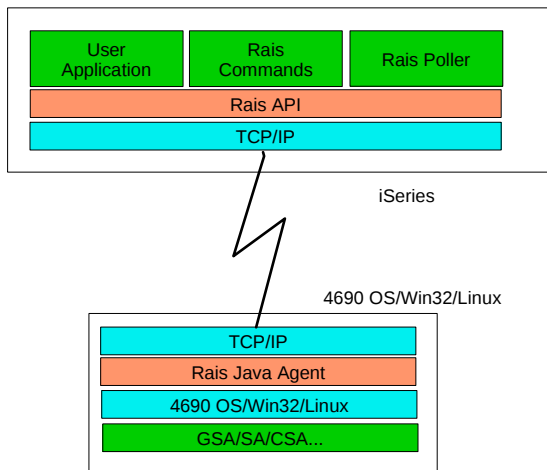 User
Application
Rais
Commands
Rais Poller
Rais API
TCP/IP
iSeries
4690 OS/Win32/Linux
TCP/IP
Rais Java Agent
4690 OS/Win32/Linux
GSA/SA/CSA...